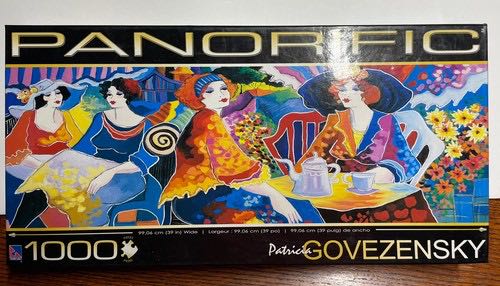 PANORIFIC
99.06 cm (39 in) Wide | Largeur : 99.06 cm (39 po) | 99.06 cm (39 pulg) de ancho
1000
Patricia GOVEZENSKY